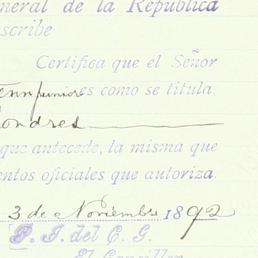 neral de la República
scribe
Certifica que el Señor
es como se titula
ondres
que antecede, la misma que
entos oficiales que autoriza.
3 de Noviembre 1892
P. I. del C. G.
El Canciller